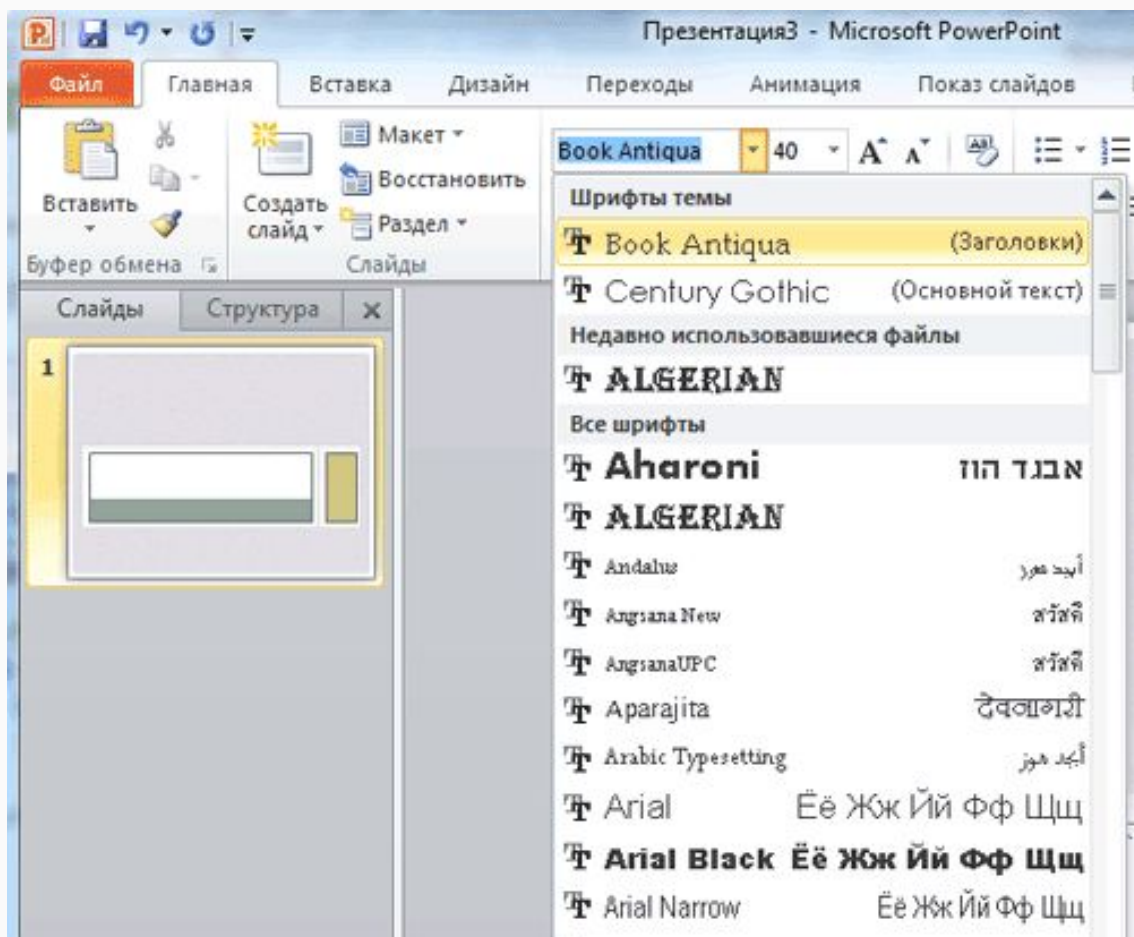 Презентация3 - Microsoft PowerPoint
Файл Главная Вставка Дизайн Переходы Анимация Показ слайдов
Вставить
Буфер обмена
Создать слайд
Макет
Восстановить
Раздел
Слайды
Book Antiqua 40
Слайды Структура
1
Шрифты темы
Book Antiqua (Заголовки)
Century Gothic (Основной текст)
Недавно использовавшиеся файлы
ALGERIAN
Все шрифты
Aharoni אבגד הוז
ALGERIAN
Andalus أبجد هوز
Angsana New สวัสดี
AngsanaUPC สวัสดี
Aparajita देवनागरी
Arabic Typesetting أبجد هوز
Arial Ёё Жж Йй Фф Щщ
Arial Black Ёё Жж Йй Фф Щщ
Arial Narrow Ёё Жж Йй Фф Щщ